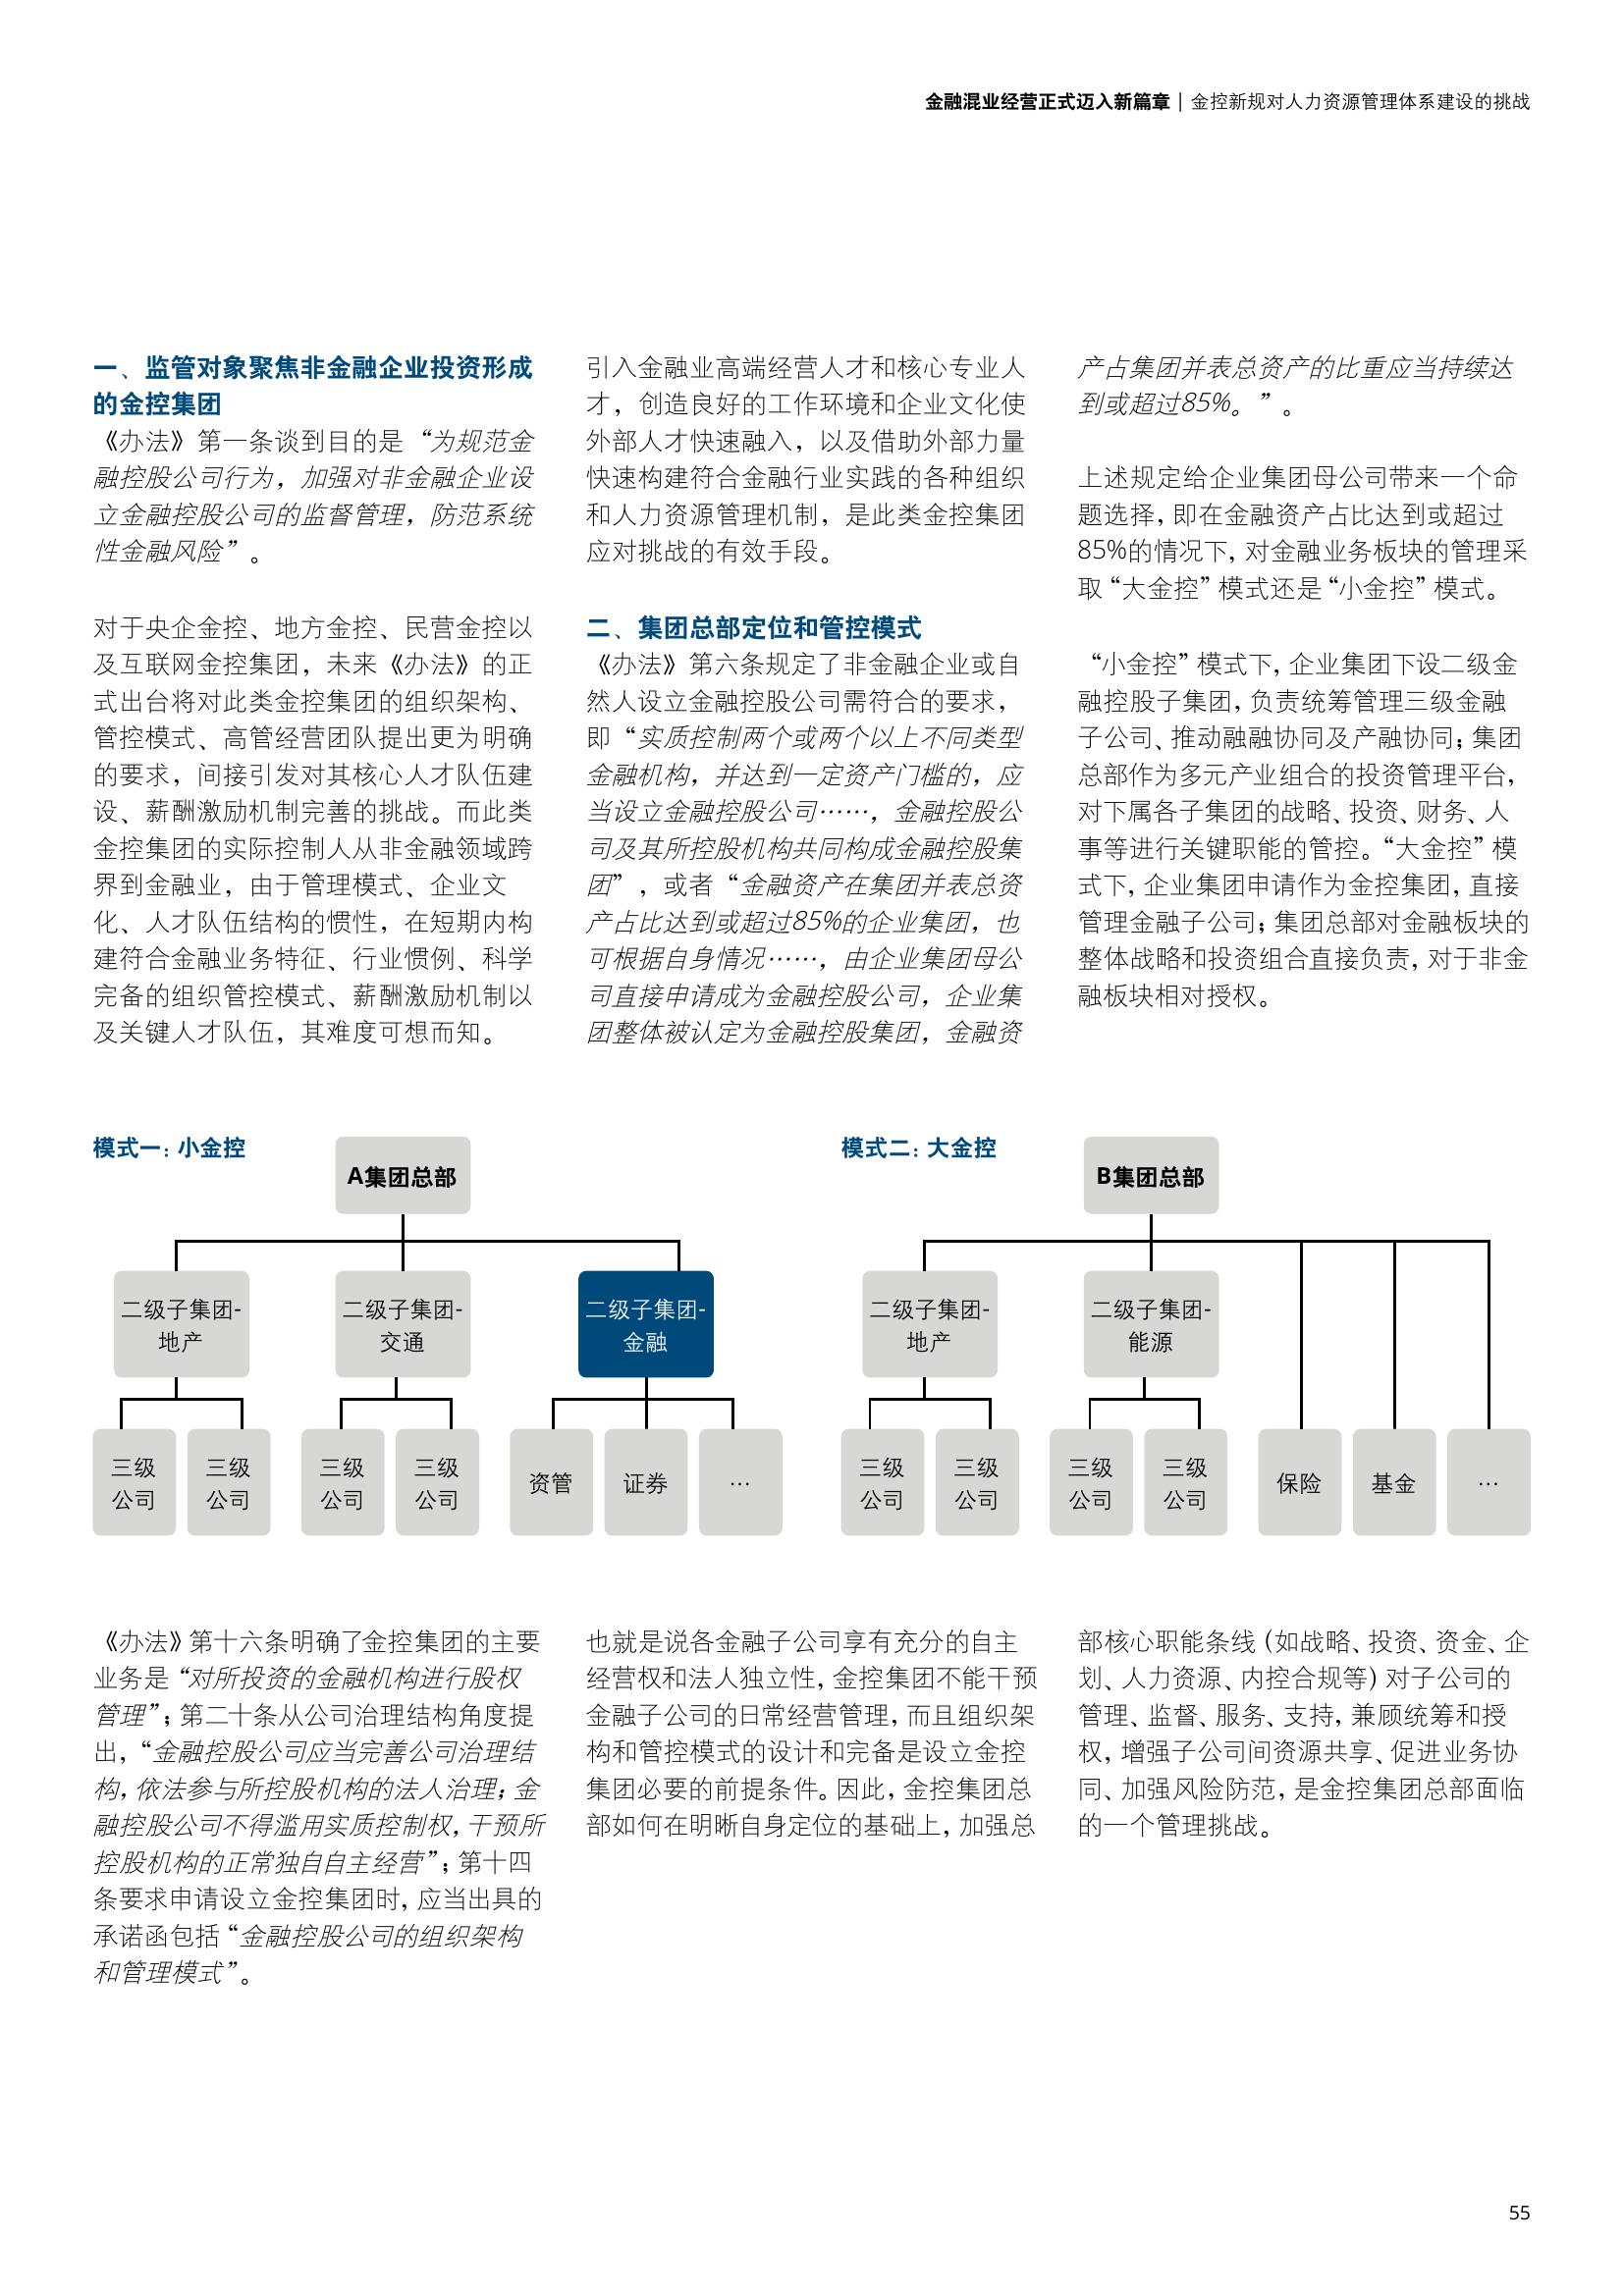 金融混业经营正式迈入新篇章 | 金控新规对人力资源管理体系建设的挑战
一、监管对象聚焦非金融企业投资形成
的金控集团
《办法》第一条谈到目的是“为规范金
融控股公司行为，加强对非金融企业设
立金融控股公司的监督管理，防范系统
性金融风险”。
对于央企金控、地方金控、民营金控以
及互联网金控集团，未来《办法》的正
式出台将对此类金控集团的组织架构、
管控模式、高管经营团队提出更为明确
的要求，间接引发对其核心人才队伍建
设、薪酬激励机制完善的挑战。而此类
金控集团的实际控制人从非金融领域跨
界到金融业，由于管理模式、企业文
化、人才队伍结构的惯性，在短期内构
建符合金融业务特征、行业惯例、科学
完备的组织管控模式、薪酬激励机制以
及关键人才队伍，其难度可想而知。
引入金融业高端经营人才和核心专业人
才，创造良好的工作环境和企业文化使
外部人才快速融入，以及借助外部力量
快速构建符合金融行业实践的各种组织
和人力资源管理机制，是此类金控集团
应对挑战的有效手段。
二、集团总部定位和管控模式
《办法》第六条规定了非金融企业或自
然人设立金融控股公司需符合的要求，
即“实质控制两个或两个以上不同类型
金融机构，并达到一定资产门槛的，应
当设立金融控股公司……，金融控股公
司及其所控股机构共同构成金融控股集
团”，或者“金融资产在集团并表总资
产占比达到或超过85%的企业集团，也
可根据自身情况……，由企业集团母公
司直接申请成为金融控股公司，企业集
团整体被认定为金融控股集团，金融资
产占集团并表总资产的比重应当持续达
到或超过85%。”。
上述规定给企业集团母公司带来一个命
题选择，即在金融资产占比达到或超过
85%的情况下，对金融业务板块的管理采
取“大金控”模式还是“小金控”模式。
“小金控”模式下，企业集团下设二级金
融控股子集团，负责统筹管理三级金融
子公司、推动融融协同及产融协同；集团
总部作为多元产业组合的投资管理平台，
对下属各子集团的战略、投资、财务、人
事等进行关键职能的管控。“大金控”模
式下，企业集团申请作为金控集团，直接
管理金融子公司；集团总部对金融板块的
整体战略和投资组合直接负责，对于非金
融板块相对授权。
模式一：小金控
A集团总部
二级子集团-
地产
二级子集团-
交通
二级子集团-
金融
三级
公司
三级
公司
三级
公司
三级
公司
资管
证券
…
模式二：大金控
B集团总部
二级子集团-
地产
二级子集团-
能源
三级
公司
三级
公司
三级
公司
三级
公司
保险
基金
…
《办法》第十六条明确了金控集团的主要
业务是“对所投资的金融机构进行股权
管理”；第二十条从公司治理结构角度提
出，“金融控股公司应当完善公司治理结
构，依法参与所控股机构的法人治理；金
融控股公司不得滥用实质控制权，干预所
控股机构的正常独自自主经营”；第十四
条要求申请设立金控集团时，应当出具的
承诺函包括“金融控股公司的组织架构
和管理模式”。
也就是说各金融子公司享有充分的自主
经营权和法人独立性，金控集团不能干预
金融子公司的日常经营管理，而且组织架
构和管控模式的设计和完备是设立金控
集团必要的前提条件。因此，金控集团总
部如何在明晰自身定位的基础上，加强总
部核心职能条线（如战略、投资、资金、企
划、人力资源、内控合规等）对子公司的
管理、监督、服务、支持，兼顾统筹和授
权，增强子公司间资源共享、促进业务协
同、加强风险防范，是金控集团总部面临
的一个管理挑战。
55